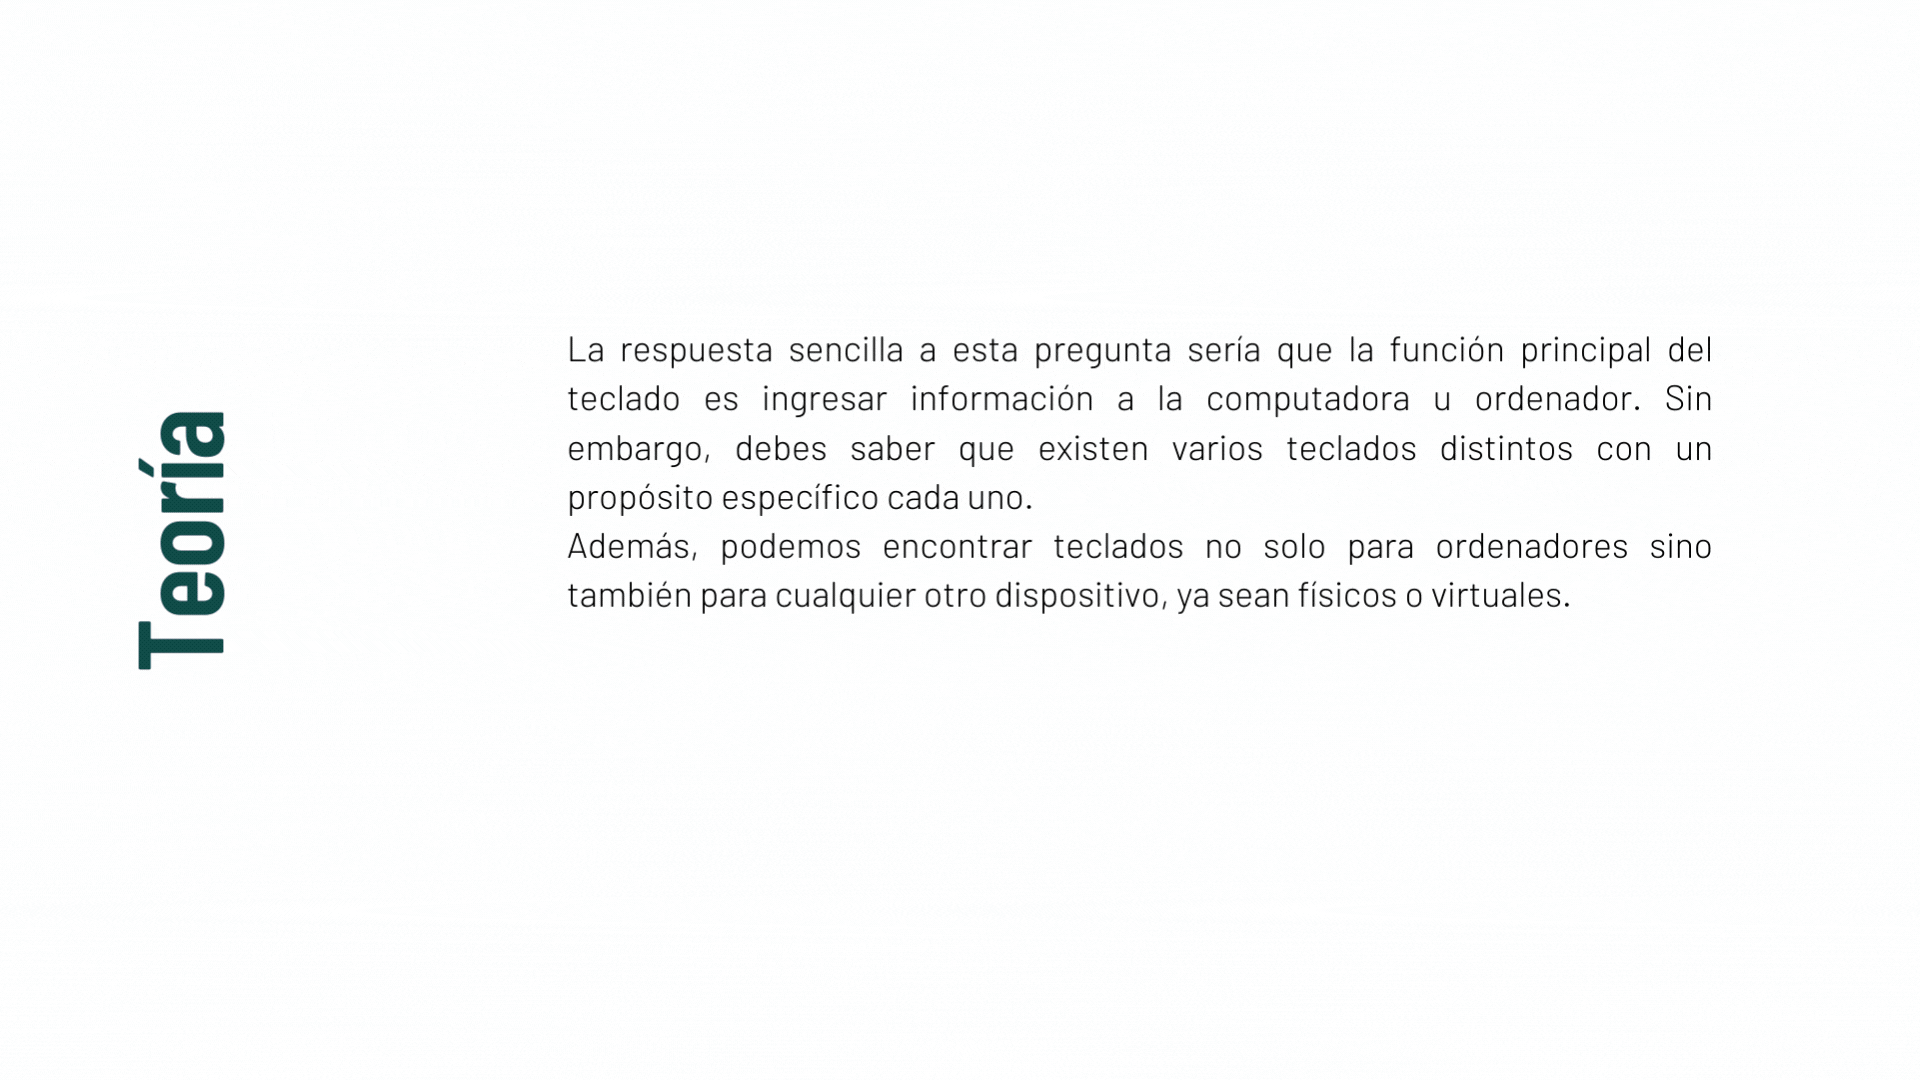 Teoría
La respuesta sencilla a esta pregunta sería que la función principal del
teclado es ingresar información a la computadora u ordenador. Sin
embargo, debes saber que existen varios teclados distintos con un
propósito específico cada uno.
Además, podemos encontrar teclados no solo para ordenadores sino
también para cualquier otro dispositivo, ya sean físicos o virtuales.